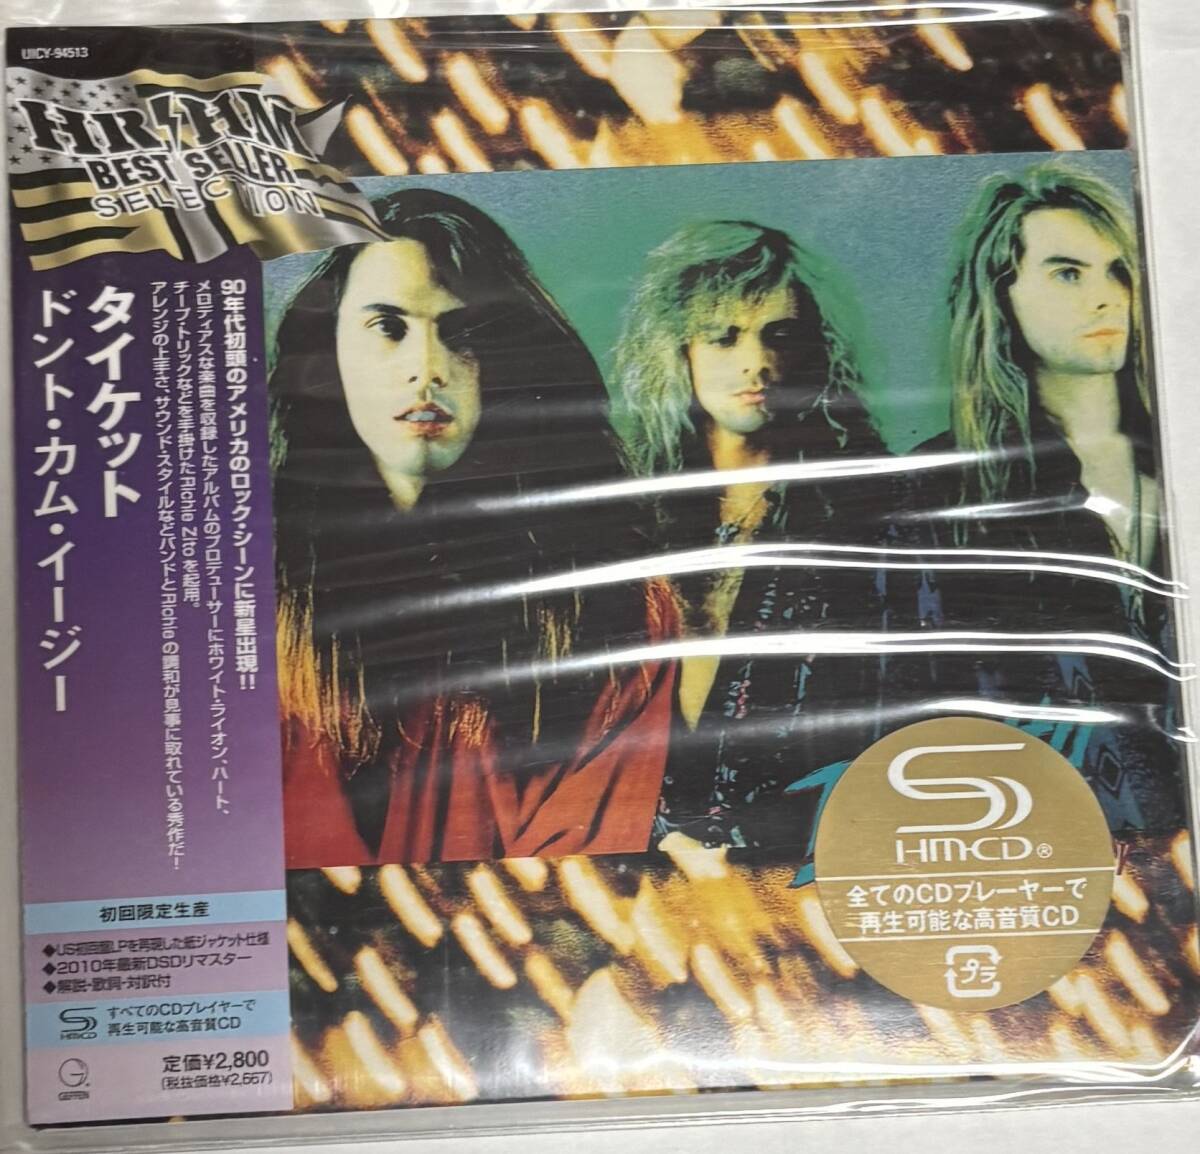 UICY-94513
HR/HM
BEST SELLER
SELECTION
タイケット
ドント・カム・イージー
90年代初頭のアメリカのロック・シーンに新星出現!!
メロディアスな楽曲を収録したアルバムのプロデューサーにホワイト・ライオン、ハート、
チープ・トリックなどを手掛けたRichie Zitoを起用。
アレンジの上手さ、サウンド・スタイルなどバンドとRichieの調和が見事に取れている秀作だ!
初回限定生産
◆US初回盤LPを再現した紙ジャケット仕様
◆2010年最新DSDリマスター
◆解説・歌詞・対訳付
HM-CD
すべてのCDプレイヤーで
再生可能な高音質CD
GEFFEN
定価¥2,800
(税抜価格¥2,667)
HM-CD®
全てのCDプレーヤーで
再生可能な高音質CD
プラ